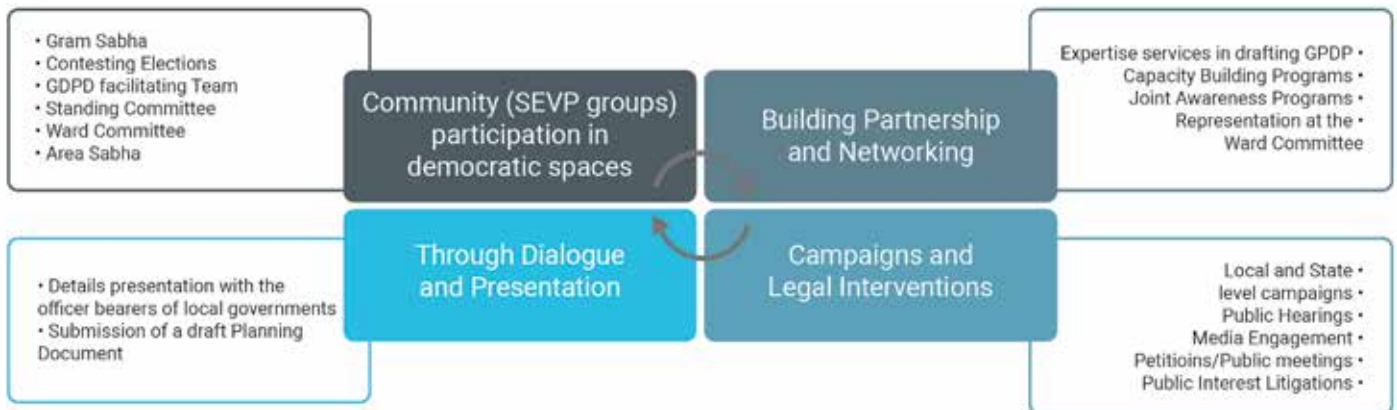 • Gram Sabha
• Contesting Elections
• GDPD facilitating Team
• Standing Committee
• Ward Committee
• Area Sabha
Community (SEVP groups)
participation in
democratic spaces
Building Partnership
and Networking
Expertise services in drafting GPDP •
Capacity Building Programs •
Joint Awareness Programs •
Representation at the •
Ward Committee
• Details presentation with the
officer bearers of local governments
• Submission of a draft Planning
Document
Through Dialogue
and Presentation
Campaigns and
Legal Interventions
Local and State •
level campaigns •
Public Hearings •
Media Engagement •
Petitioins/Public meetings •
Public Interest Litigations •